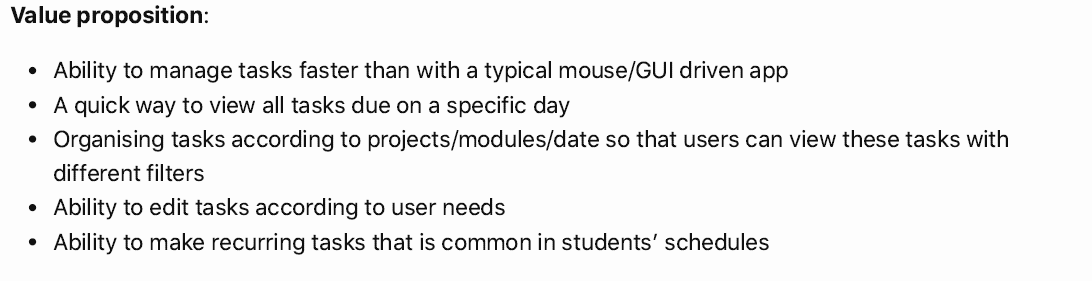 Value proposition:
• Ability to manage tasks faster than with a typical mouse/GUI driven app
• A quick way to view all tasks due on a specific day
• Organising tasks according to projects/modules/date so that users can view these tasks with
different filters
• Ability to edit tasks according to user needs
• Ability to make recurring tasks that is common in students’ schedules